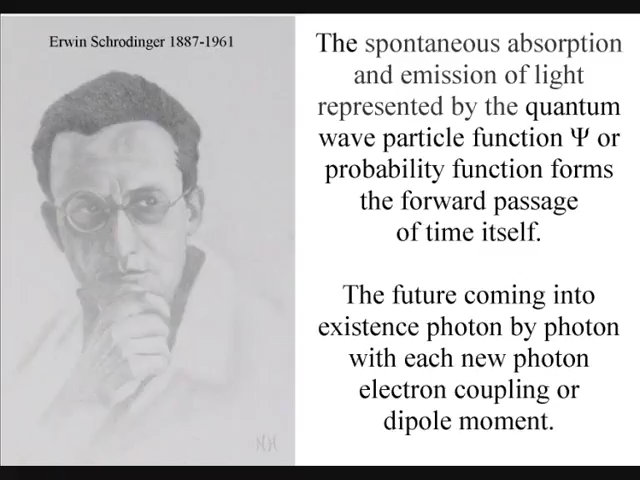 Erwin Schrodinger 1887-1961
The spontaneous absorption
and emission of light
represented by the quantum
wave particle function Ψ or
probability function forms
the forward passage
of time itself.
The future coming into
existence photon by photon
with each new photon
electron coupling or
dipole moment.
NH